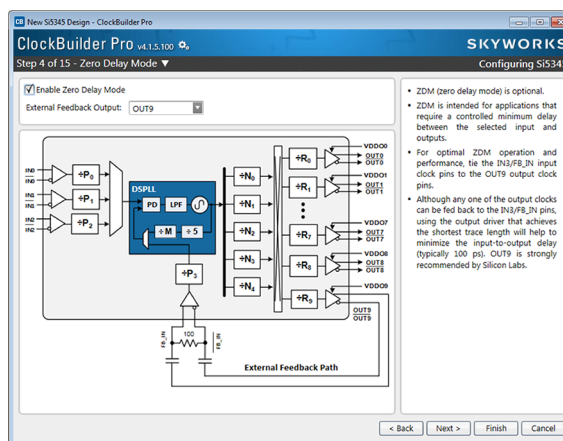 CB New Si5345 Design - ClockBuilder Pro
ClockBuilder Pro v4.1.5.100
SKYWORKS
Step 4 of 15 - Zero Delay Mode ▼
Configuring Si5345
Enable Zero Delay Mode
External Feedback Output: OUT9
IN0
IN0
÷P0
IN1
IN1
÷P1
IN2
IN2
÷P2
DSPLL
PD
LPF
÷ M
÷ 5
÷P3
÷N0
÷N1
÷N2
÷N3
÷N4
÷R0
÷R1
÷R7
÷R8
÷R9
VDDO0
OUT0
OUT0
VDDO1
OUT1
OUT1
VDDO7
OUT7
OUT7
VDDO8
OUT8
OUT8
VDDO9
OUT9
OUT9
FB_IN
100
FB_IN
External Feedback Path
• ZDM (zero delay mode) is optional.
• ZDM is intended for applications that
require a controlled minimum delay
between the selected input and
outputs.
• For optimal ZDM operation and
performance, tie the IN3/FB_IN input
clock pins to the OUT9 output clock
pins.
• Although any one of the output clocks
can be fed back to the IN3/FB_IN pins,
using the output driver that achieves
the shortest trace length will help to
minimize the input-to-output delay
(typically 100 ps). OUT9 is strongly
recommended by Silicon Labs.
< Back
Next >
Finish
Cancel